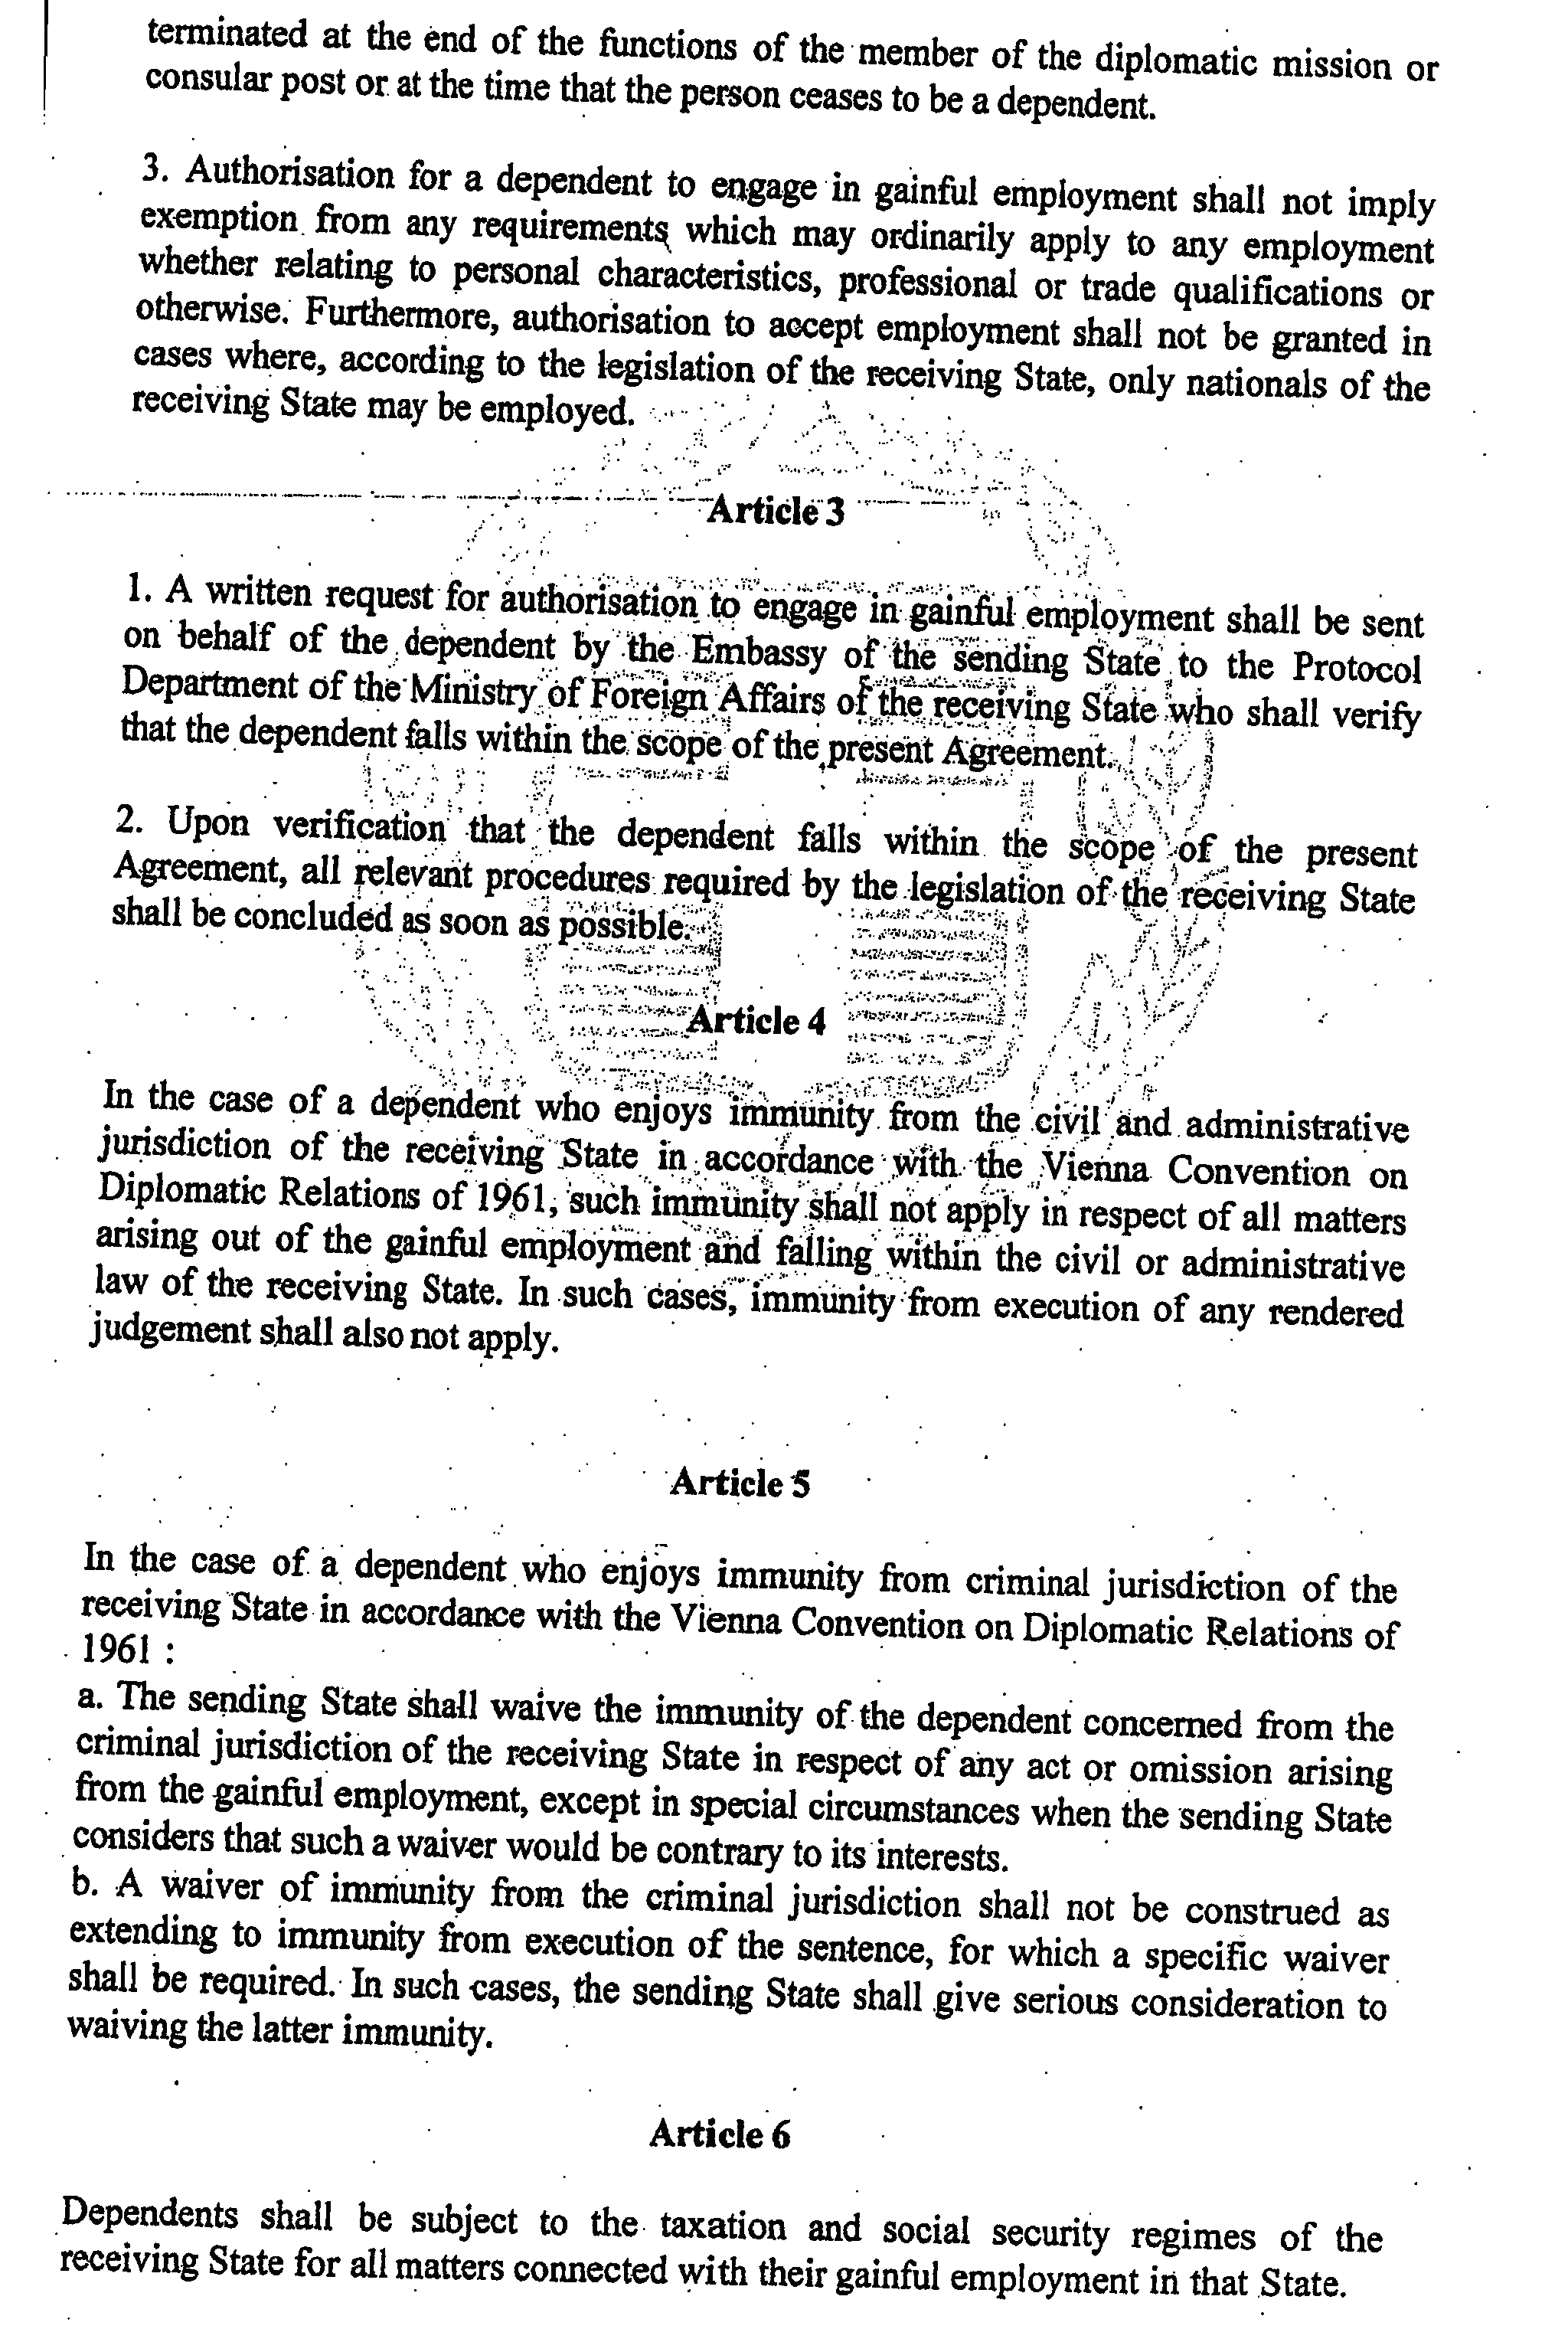 terminated at the end of the functions of the member of the diplomatic mission or
consular post or at the time that the person ceases to be a dependent.
3. Authorisation for a dependent to engage in gainful employment shall not imply
exemption from any requirements which may ordinarily apply to any employment
whether relating to personal characteristics, professional or trade qualifications or
otherwise. Furthermore, authorisation to accept employment shall not be granted in
cases where, according to the legislation of the receiving State, only nationals of the
receiving State may be employed.
Article 3
1. A written request for authorisation to engage in gainful employment shall be sent
on behalf of the dependent by the Embassy of the sending State to the Protocol
Department of the Ministry of Foreign Affairs of the receiving State who shall verify
that the dependent falls within the scope of the present Agreement.
2. Upon verification that the dependent falls within the scope of the present
Agreement, all relevant procedures required by the legislation of the receiving State
shall be concluded as soon as possible.
Article 4
In the case of a dependent who enjoys immunity from the civil and administrative
jurisdiction of the receiving State in accordance with the Vienna Convention on
Diplomatic Relations of 1961, such immunity shall not apply in respect of all matters
arising out of the gainful employment and falling within the civil or administrative
law of the receiving State. In such cases, immunity from execution of any rendered
judgement shall also not apply.
Article 5
In the case of a dependent who enjoys immunity from criminal jurisdiction of the
receiving State in accordance with the Vienna Convention on Diplomatic Relations of
1961 :
a. The sending State shall waive the immunity of the dependent concerned from the
criminal jurisdiction of the receiving State in respect of any act or omission arising
from the gainful employment, except in special circumstances when the sending State
considers that such a waiver would be contrary to its interests.
b. A waiver of immunity from the criminal jurisdiction shall not be construed as
extending to immunity from execution of the sentence, for which a specific waiver
shall be required. In such cases, the sending State shall give serious consideration to
waiving the latter immunity.
Article 6
Dependents shall be subject to the taxation and social security regimes of the
receiving State for all matters connected with their gainful employment in that State.